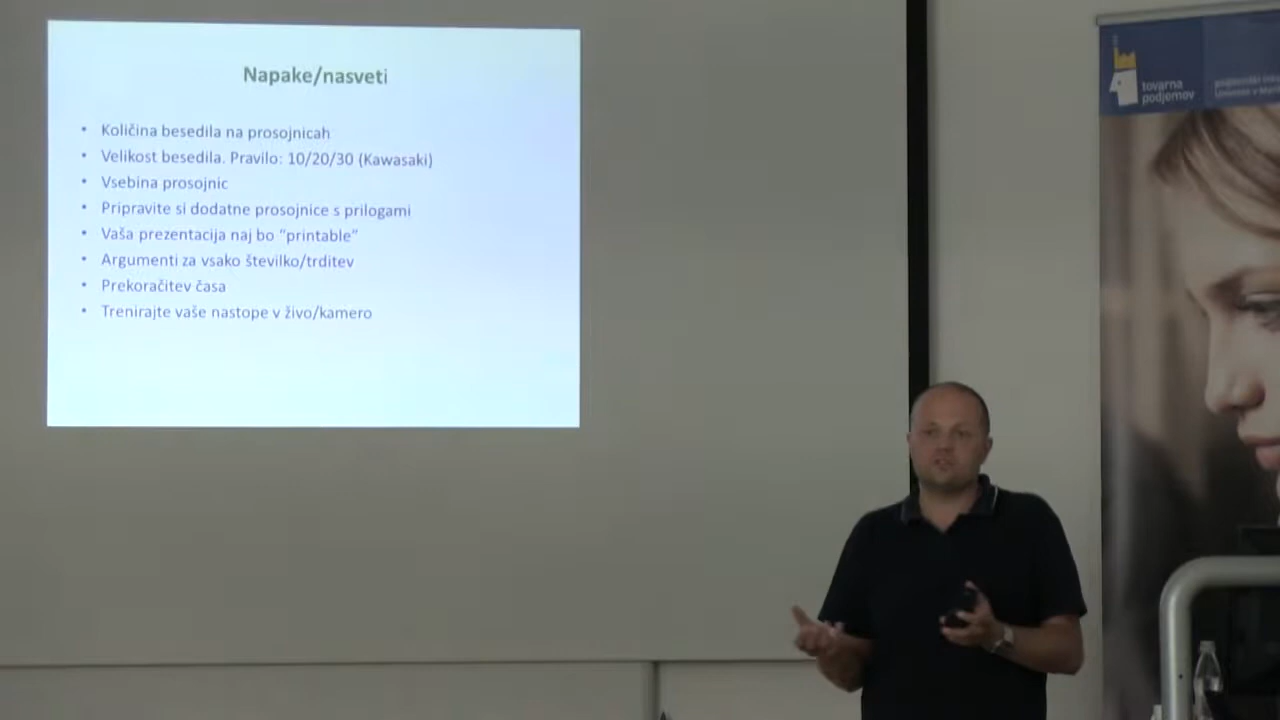 Napake/nasveti
• Količina besedila na prosojnicah
• Velikost besedila. Pravilo: 10/20/30 (Kawasaki)
• Vsebina prosojnic
• Pripravite si dodatne prosojnice s prilogami
• Vaša prezentacija naj bo “printable”
• Argumenti za vsako številko/trditev
• Prekoračitev časa
• Trenirajte vaše nastope v živo/kamero
tovarna
podjemov